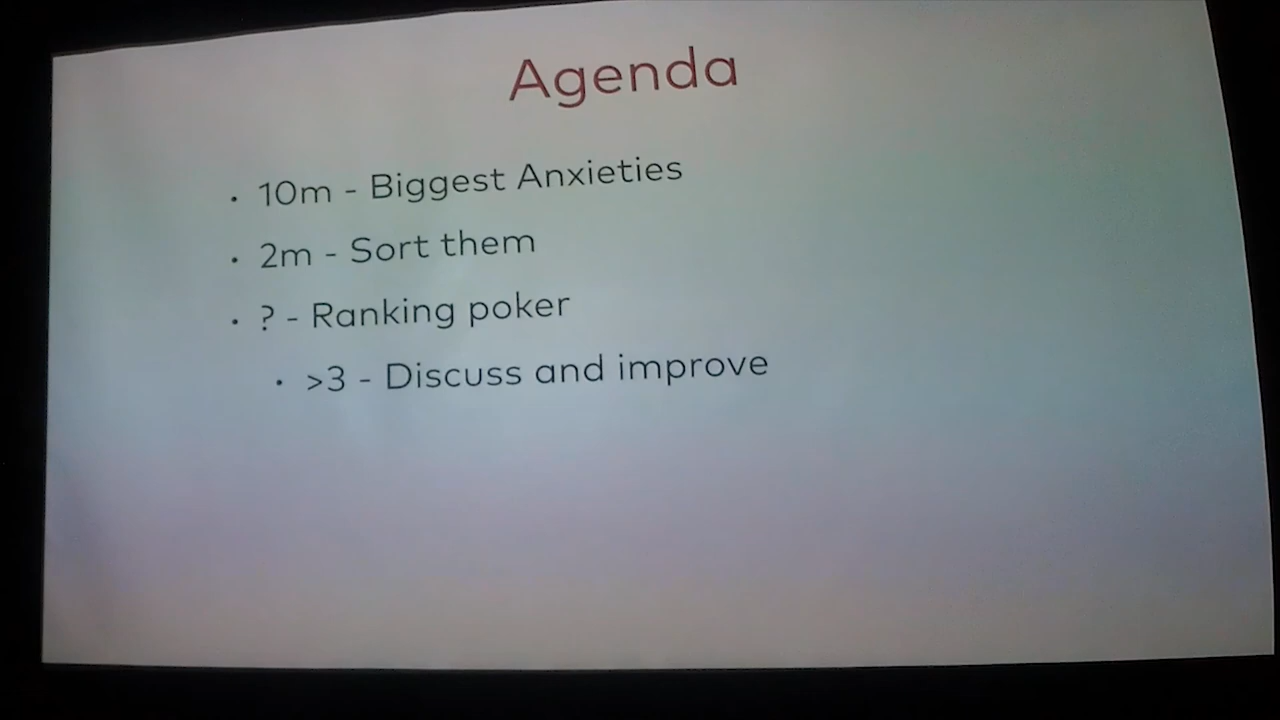 Agenda
• 10m - Biggest Anxieties
• 2m - Sort them
• ? - Ranking poker
• >3 - Discuss and improve